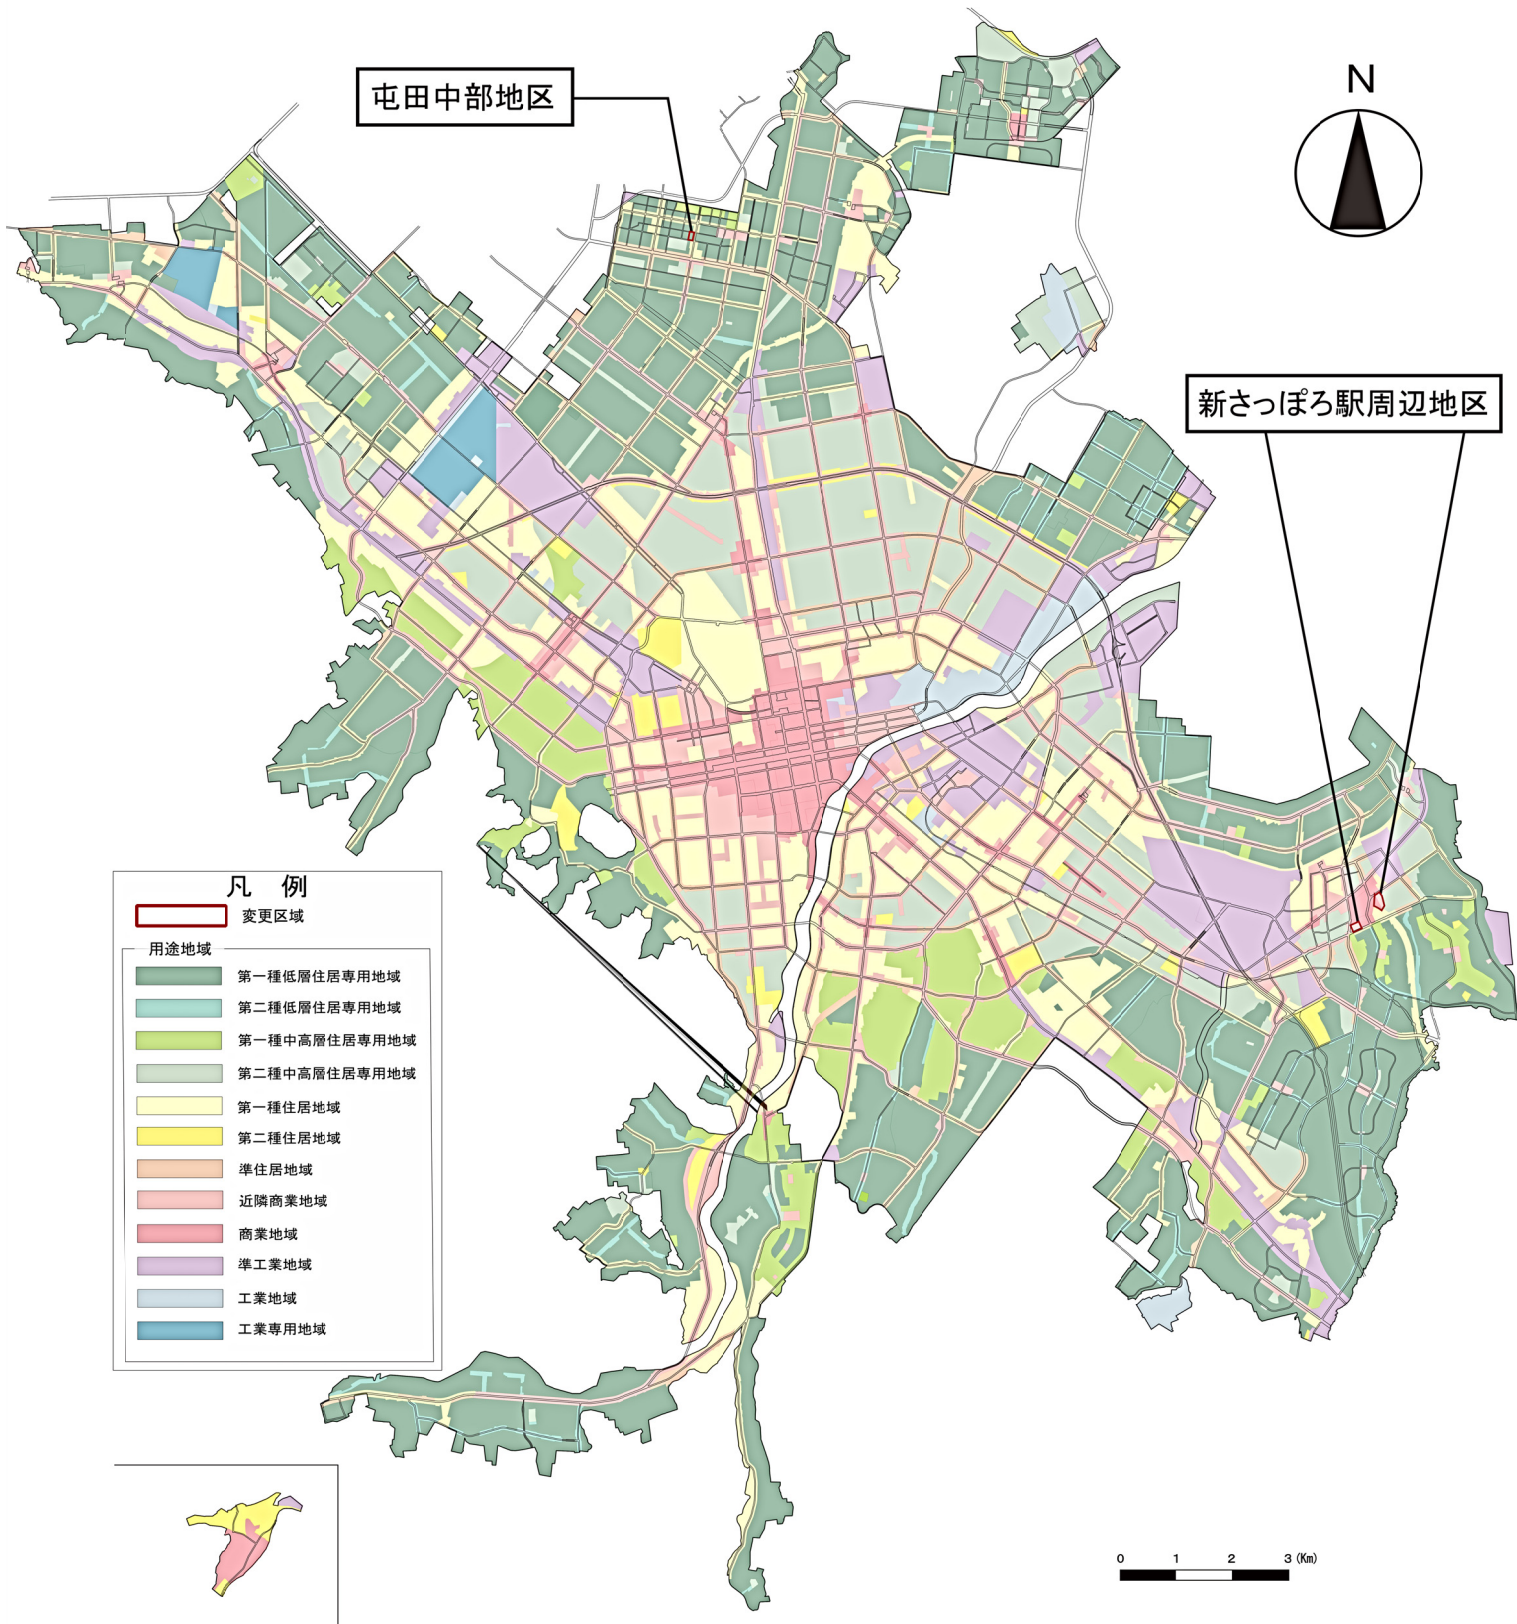 屯田中部地区
N
新さっぽろ駅周辺地区
凡 例
変更区域
用途地域
第一種低層住居専用地域
第二種低層住居専用地域
第一種中高層住居専用地域
第二種中高層住居専用地域
第一種住居地域
第二種住居地域
準住居地域
近隣商業地域
商業地域
準工業地域
工業地域
工業専用地域
0 1 2 3 (Km)